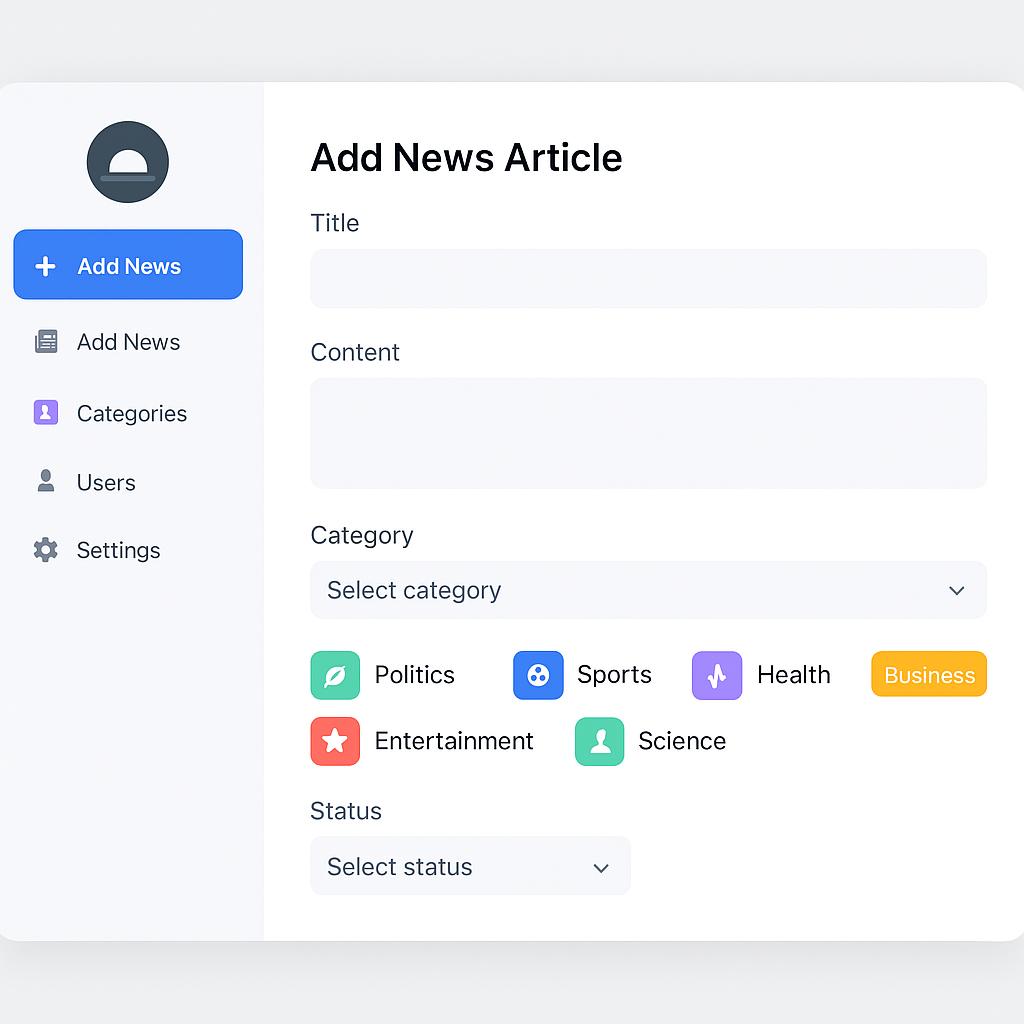 Add News
Add News
Categories
Users
Settings
Add News Article
Title
Content
Category
Select category
Politics Sports Health Business
Entertainment Science
Status
Select status